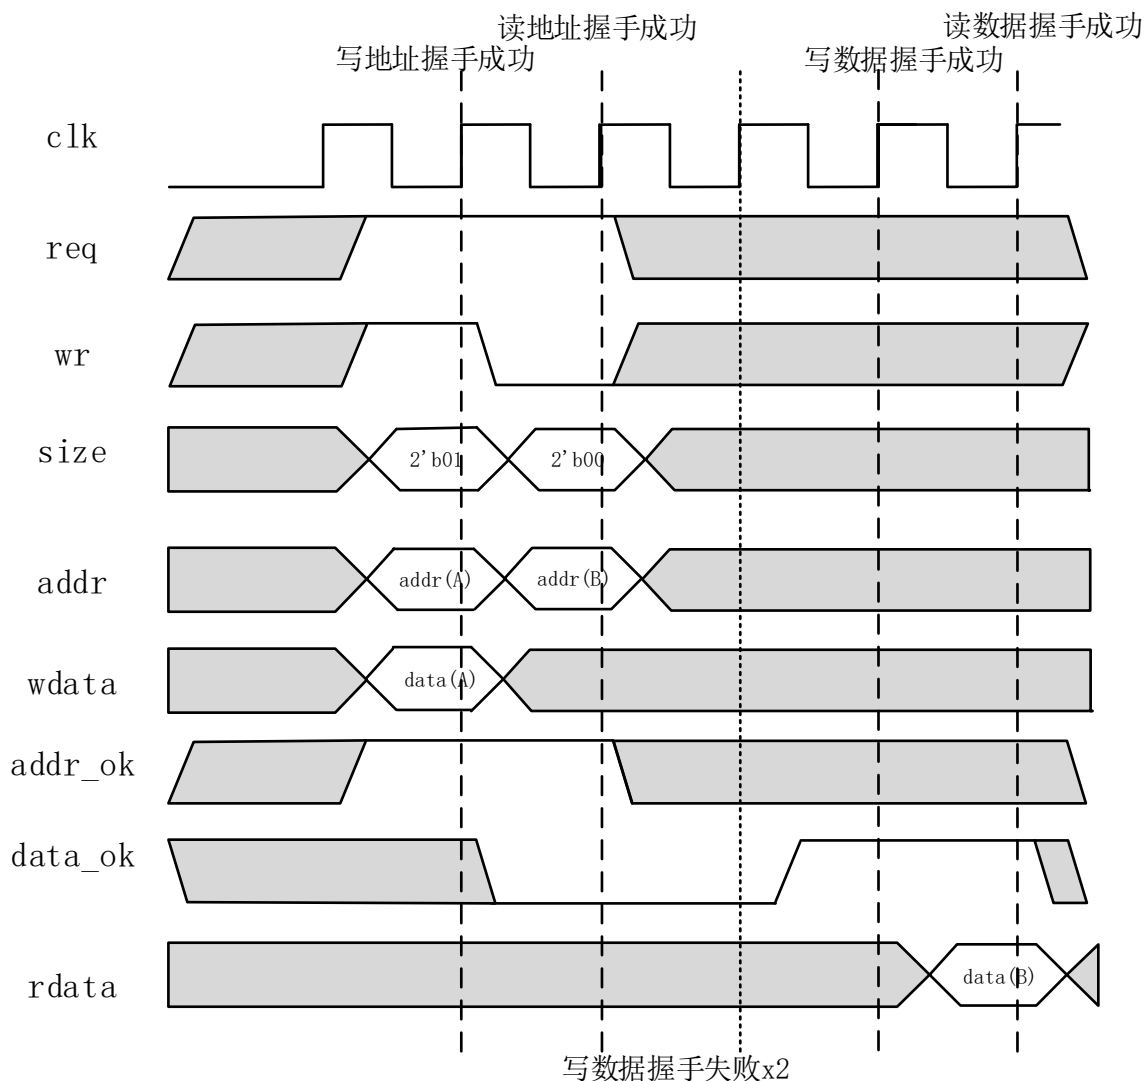 读地址握手成功
读数据握手成功
写地址握手成功
写数据握手成功
clk
req
wr
size
2'b01
2'b00
addr
addr(A)
addr(B)
wdata
data(A)
addr_ok
data_ok
rdata
data(B)
写数据握手失败x2